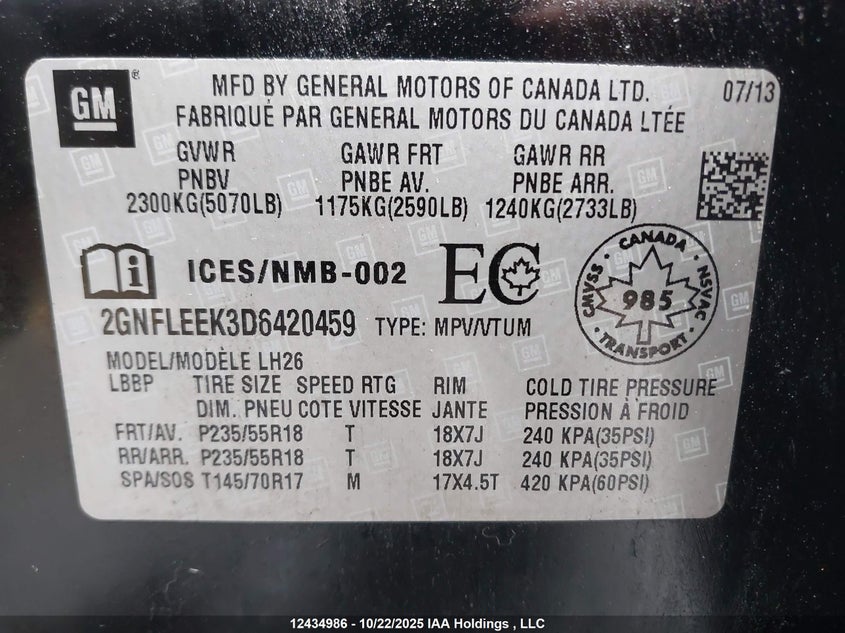 GM ®
MFD BY GENERAL MOTORS OF CANADA LTD. 07/13
FABRIQUÉ PAR GENERAL MOTORS DU CANADA LTÉE
GVWR GAWR FRT GAWR RR
PNBV PNBE AV. PNBE ARR.
2300KG(5070LB) 1175KG(2590LB) 1240KG(2733LB)
i ICES/NMB-002 EC
CANADA
CMVSS 985 NSVAC
TRANSPORT
2GNFLEEK3D6420459 TYPE: MPV/VTUM
MODEL/MODÈLE LH26
LBBP TIRE SIZE SPEED RTG RIM COLD TIRE PRESSURE
DIM. PNEU COTE VITESSE JANTE PRESSION À FROID
FRT/AV. P235/55R18 T 18X7J 240 KPA(35PSI)
RR/ARR. P235/55R18 T 18X7J 240 KPA(35PSI)
SPA/SOS T145/70R17 M 17X4.5T 420 KPA(60PSI)
12434986 - 10/22/2025 IAA Holdings , LLC